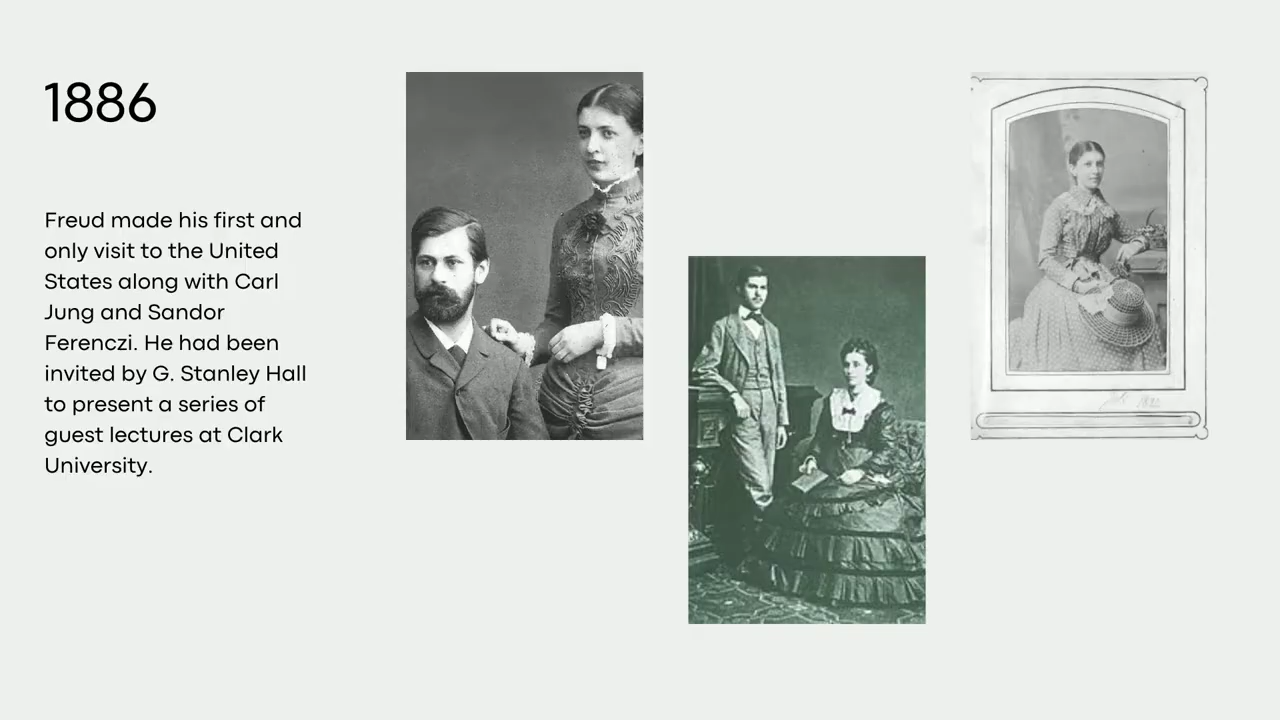 1886
Freud made his first and
only visit to the United
States along with Carl
Jung and Sandor
Ferenczi. He had been
invited by G. Stanley Hall
to present a series of
guest lectures at Clark
University.